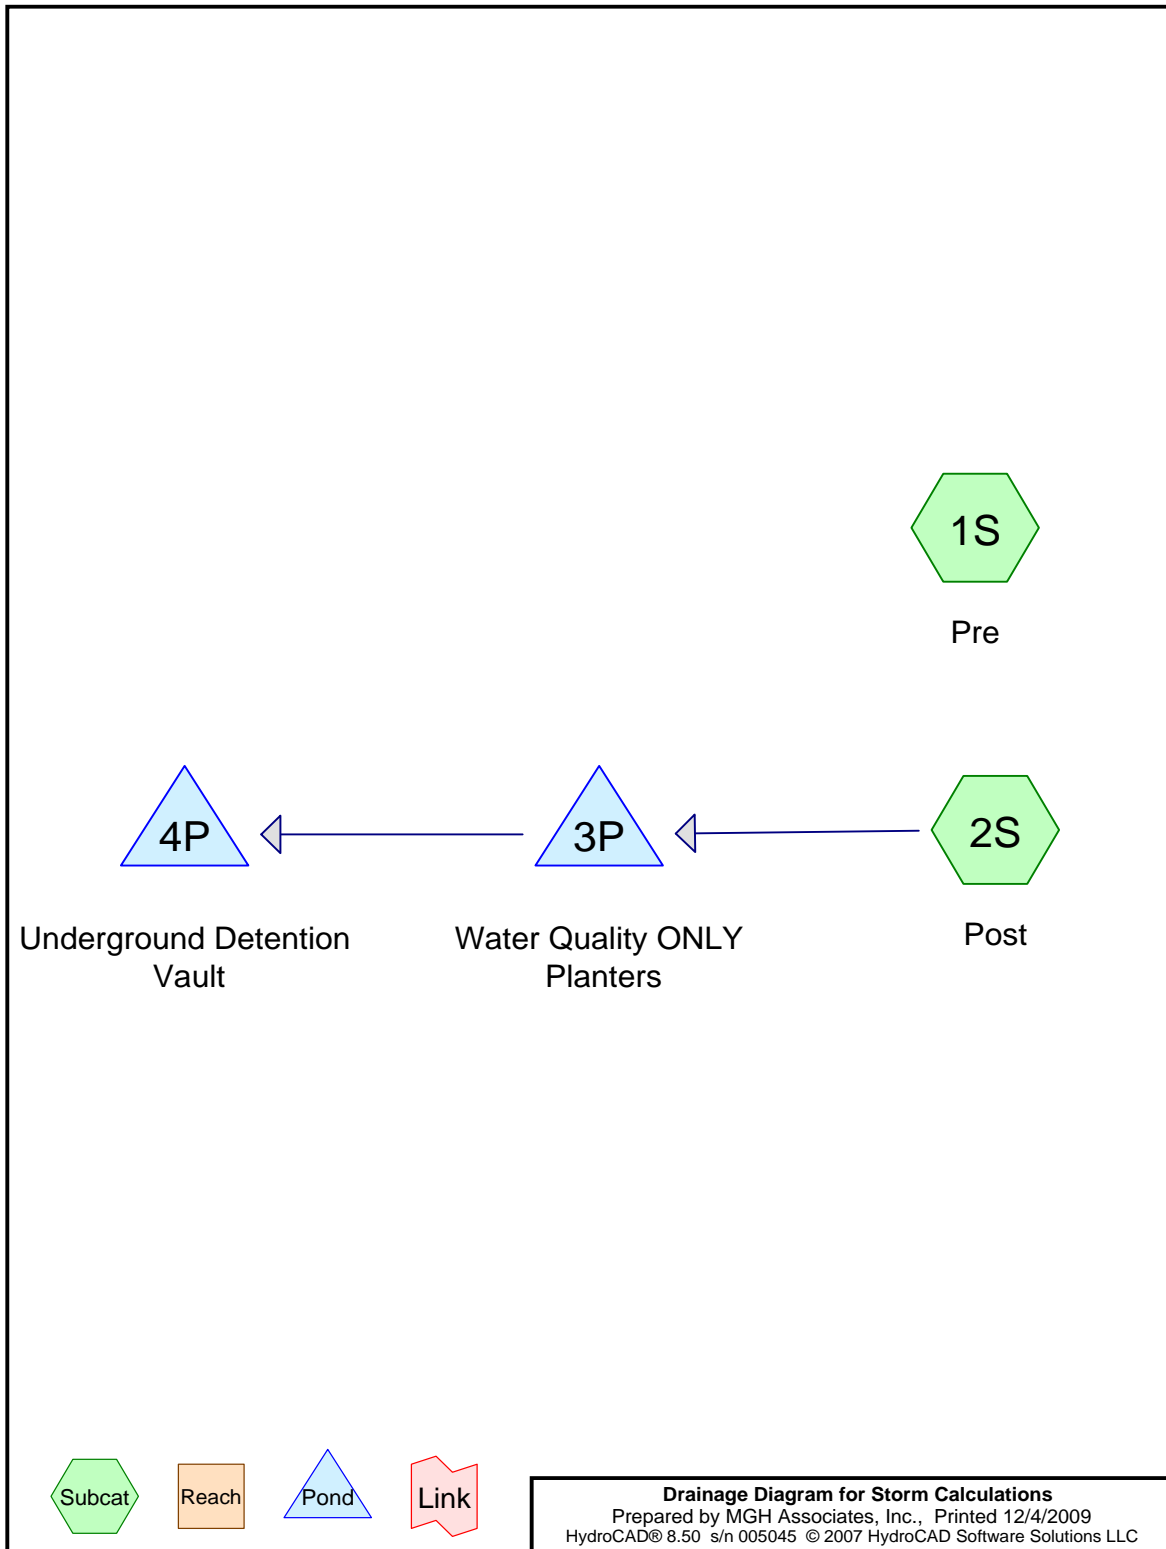 1S
Pre
4P
3P
2S
Underground Detention
Vault
Water Quality ONLY
Planters
Post
Subcat
Reach
Pond
Link
Drainage Diagram for Storm Calculations
Prepared by MGH Associates, Inc., Printed 12/4/2009
HydroCAD® 8.50 s/n 005045 © 2007 HydroCAD Software Solutions LLC